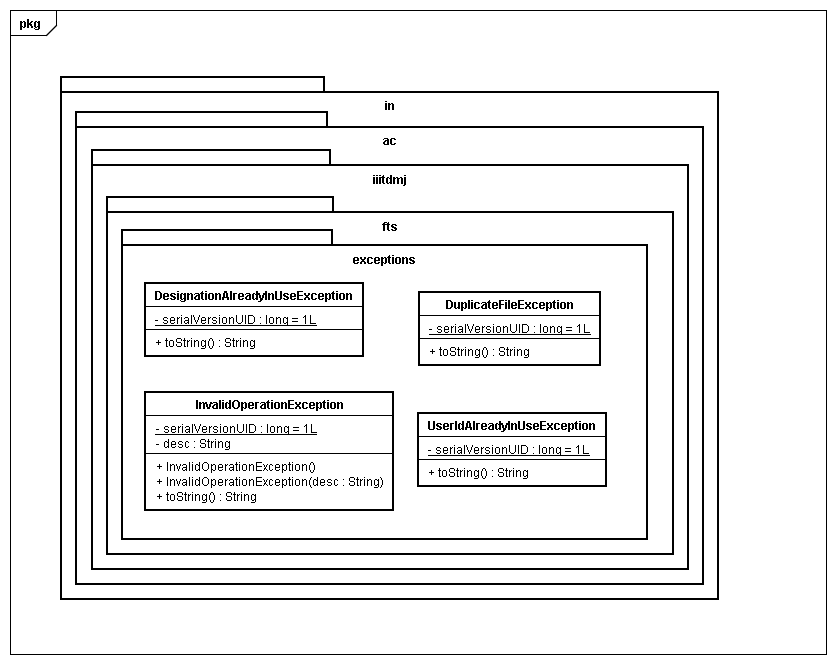 pkg
in
ac
iiitdmj
fts
exceptions
DesignationAlreadyInUseException
- serialVersionUID : long = 1L
+ toString() : String
DuplicateFileException
- serialVersionUID : long = 1L
+ toString() : String
InvalidOperationException
- serialVersionUID : long = 1L
- desc : String
+ InvalidOperationException()
+ InvalidOperationException(desc : String)
+ toString() : String
UserIdAlreadyInUseException
- serialVersionUID : long = 1L
+ toString() : String